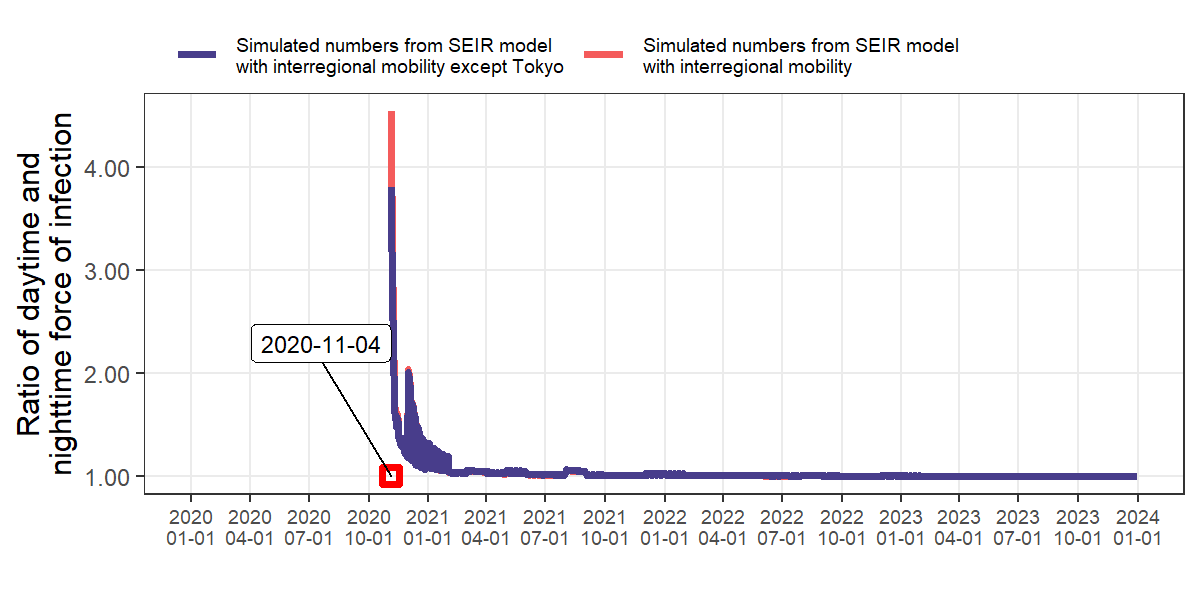 Simulated numbers from SEIR model
with interregional mobility except Tokyo
Simulated numbers from SEIR model
with interregional mobility
Ratio of daytime and
nighttime force of infection
4.00
3.00
2.00
1.00
2020-11-04
2020 2020 2020 2020 2021 2021 2021 2021 2022 2022 2022 2022 2023 2023 2023 2023 2024
01-01 04-01 07-01 10-01 01-01 04-01 07-01 10-01 01-01 04-01 07-01 10-01 01-01 04-01 07-01 10-01 01-01